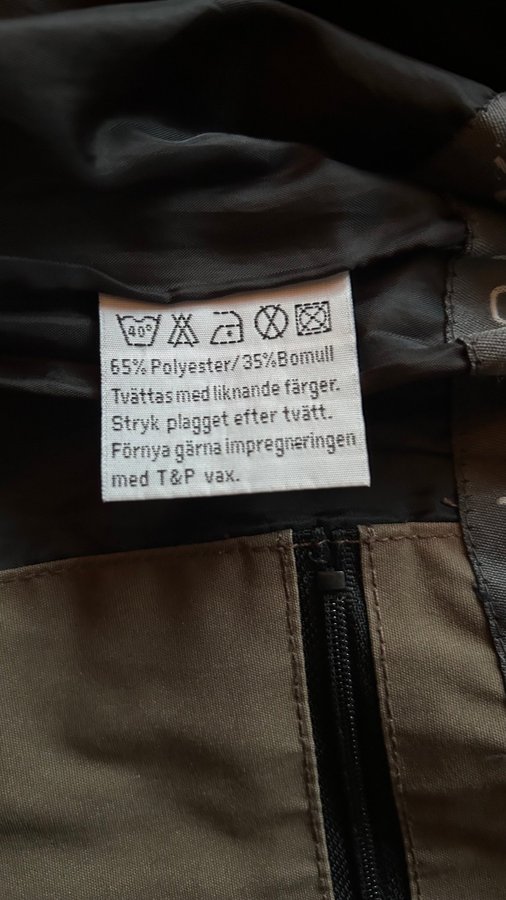 40°
65% Polyester/35%Bomull
Tvättas med liknande färger.
Stryk plagget efter tvätt.
Förnya gärna impregneringen
med T&P vax.